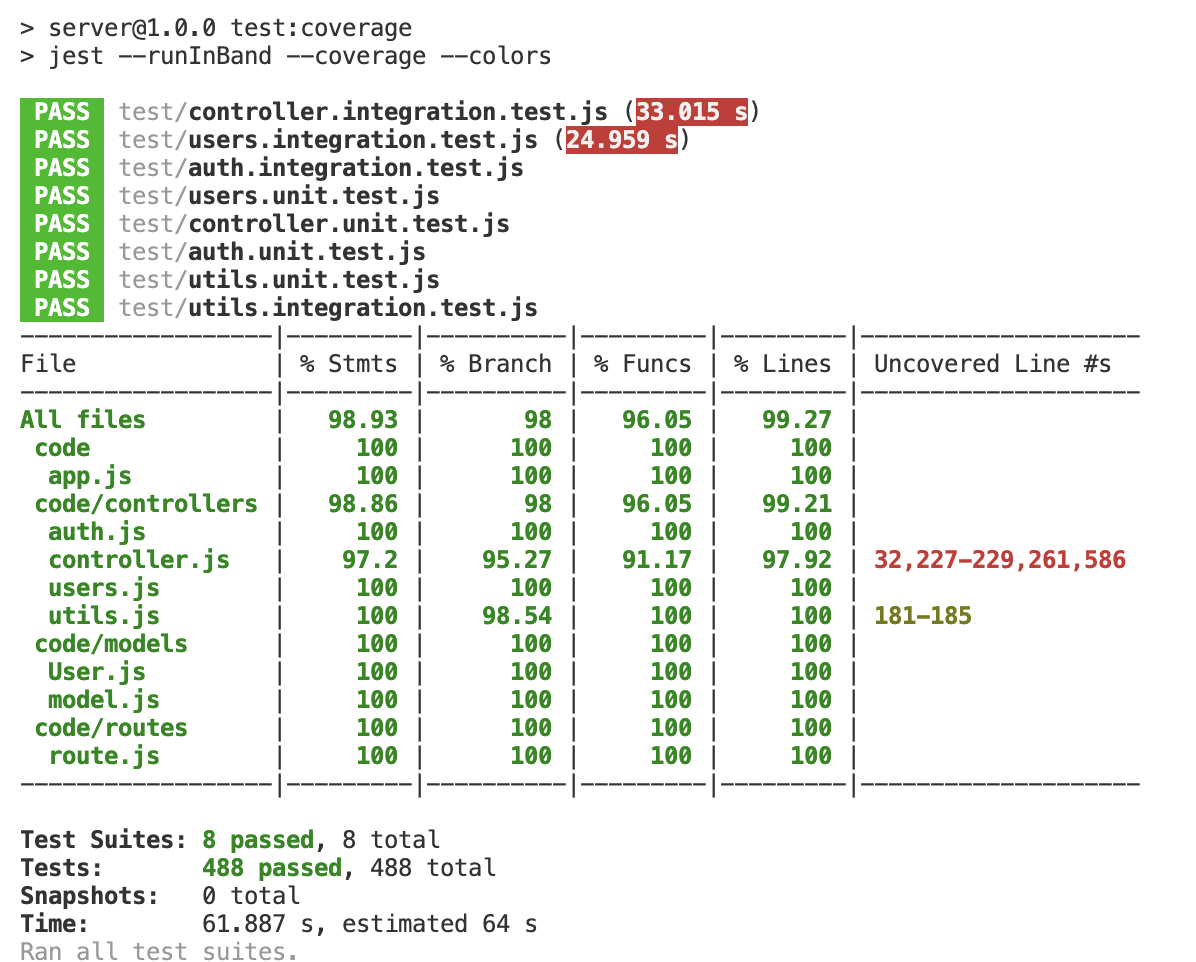 > server@1.0.0 test:coverage
> jest --runInBand --coverage --colors
PASS test/controller.integration.test.js (33.015 s)
PASS test/users.integration.test.js (24.959 s)
PASS test/auth.integration.test.js
PASS test/users.unit.test.js
PASS test/controller.unit.test.js
PASS test/auth.unit.test.js
PASS test/utils.unit.test.js
PASS test/utils.integration.test.js
------------------|---------|----------|---------|---------|--------------------
File | % Stmts | % Branch | % Funcs | % Lines | Uncovered Line #s
------------------|---------|----------|---------|---------|--------------------
All files | 98.93 | 98 | 96.05 | 99.27 |
code | 100 | 100 | 100 | 100 |
app.js | 100 | 100 | 100 | 100 |
code/controllers | 98.86 | 98 | 96.05 | 99.21 |
auth.js | 100 | 100 | 100 | 100 |
controller.js | 97.2 | 95.27 | 91.17 | 97.92 | 32,227-229,261,586
users.js | 100 | 100 | 100 | 100 |
utils.js | 100 | 98.54 | 100 | 100 | 181-185
code/models | 100 | 100 | 100 | 100 |
User.js | 100 | 100 | 100 | 100 |
model.js | 100 | 100 | 100 | 100 |
code/routes | 100 | 100 | 100 | 100 |
route.js | 100 | 100 | 100 | 100 |
------------------|---------|----------|---------|---------|--------------------
Test Suites: 8 passed, 8 total
Tests: 488 passed, 488 total
Snapshots: 0 total
Time: 61.887 s, estimated 64 s
Ran all test suites.